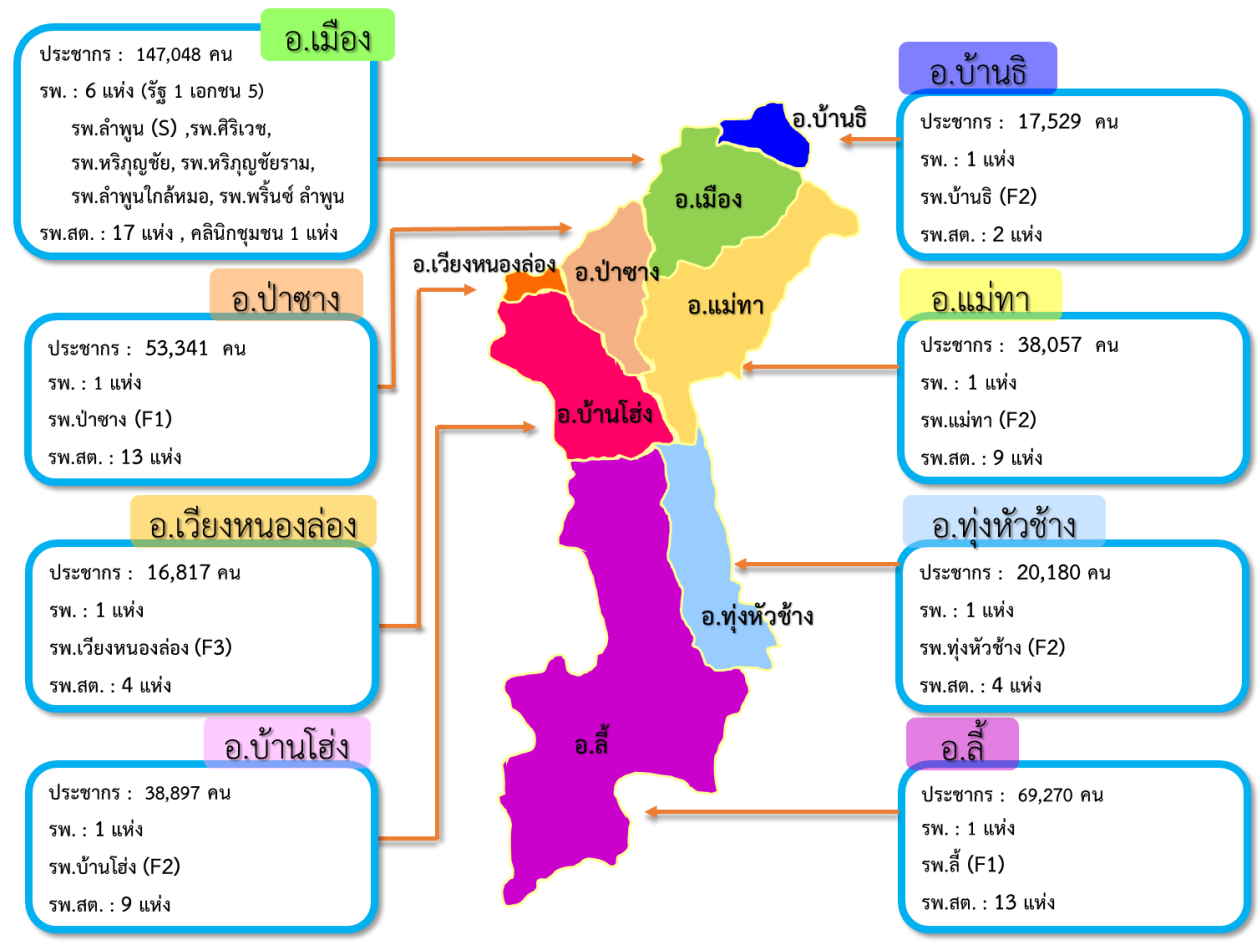 อ.เมือง
ประชากร : 147,048 คน
รพ. : 6 แห่ง (รัฐ 1 เอกชน 5)
รพ.ลำพูน (S) ,รพ.ศิริเวช,
รพ.หริภุญชัย, รพ.หริภุญชัยราม,
รพ.ลำพูนใกล้หมอ, รพ.พริ้นซ์ ลำพูน
รพ.สต. : 17 แห่ง , คลินิกชุมชน 1 แห่ง
อ.ป่าซาง
ประชากร : 53,341 คน
รพ. : 1 แห่ง
รพ.ป่าซาง (F1)
รพ.สต. : 13 แห่ง
อ.เวียงหนองล่อง
ประชากร : 16,817 คน
รพ. : 1 แห่ง
รพ.เวียงหนองล่อง (F3)
รพ.สต. : 4 แห่ง
อ.บ้านโฮ่ง
ประชากร : 38,897 คน
รพ. : 1 แห่ง
รพ.บ้านโฮ่ง (F2)
รพ.สต. : 9 แห่ง
อ.บ้านธิ
อ.เมือง
อ.เวียงหนองล่อง
อ.ป่าซาง
อ.แม่ทา
อ.บ้านโฮ่ง
อ.ทุ่งหัวช้าง
อ.ลี้
อ.บ้านธิ
ประชากร : 17,529 คน
รพ. : 1 แห่ง
รพ.บ้านธิ (F2)
รพ.สต. : 2 แห่ง
อ.แม่ทา
ประชากร : 38,057 คน
รพ. : 1 แห่ง
รพ.แม่ทา (F2)
รพ.สต. : 9 แห่ง
อ.ทุ่งหัวช้าง
ประชากร : 20,180 คน
รพ. : 1 แห่ง
รพ.ทุ่งหัวช้าง (F2)
รพ.สต. : 4 แห่ง
อ.ลี้
ประชากร : 69,270 คน
รพ. : 1 แห่ง
รพ.ลี้ (F1)
รพ.สต. : 13 แห่ง